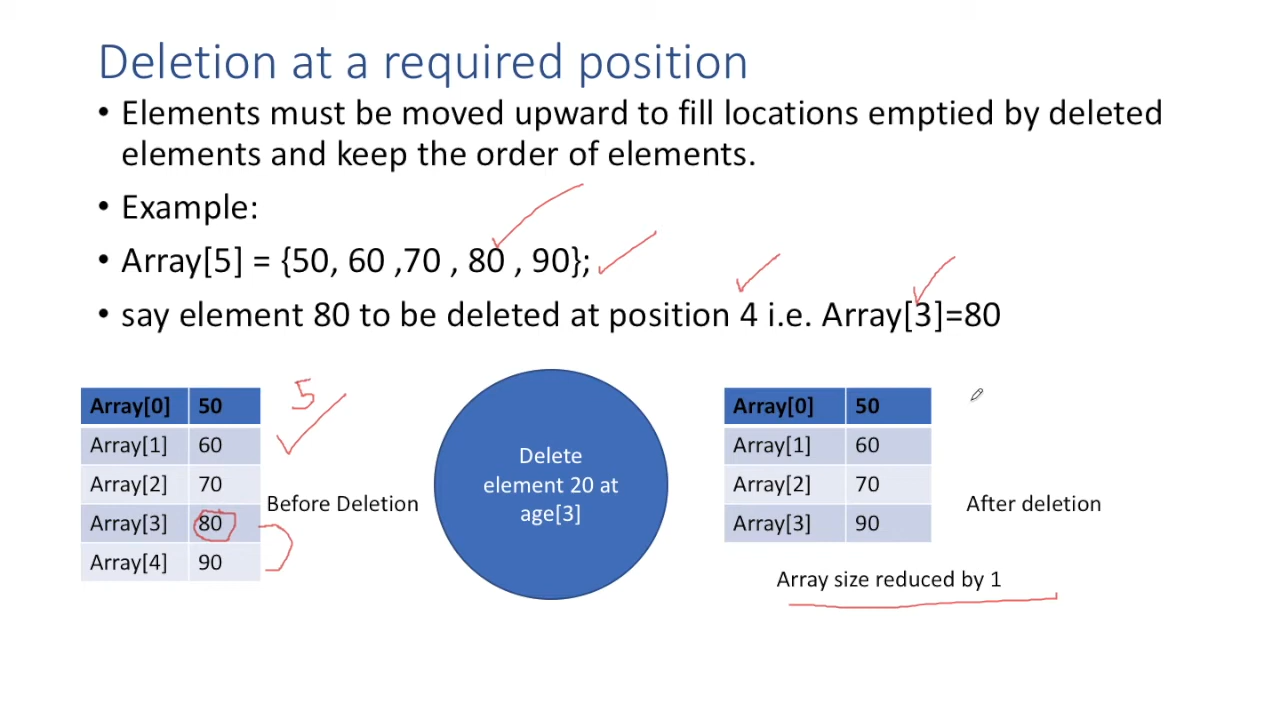 Deletion at a required position
• Elements must be moved upward to fill locations emptied by deleted
elements and keep the order of elements.
• Example:
• Array[5] = {50, 60 ,70 , 80 , 90};
• say element 80 to be deleted at position 4 i.e. Array[3]=80
Array[0] 50
Array[1] 60
Array[2] 70
Array[3] 80
Array[4] 90
5
Before Deletion
Delete
element 20 at
age[3]
Array[0] 50
Array[1] 60
Array[2] 70
Array[3] 90
After deletion
Array size reduced by 1